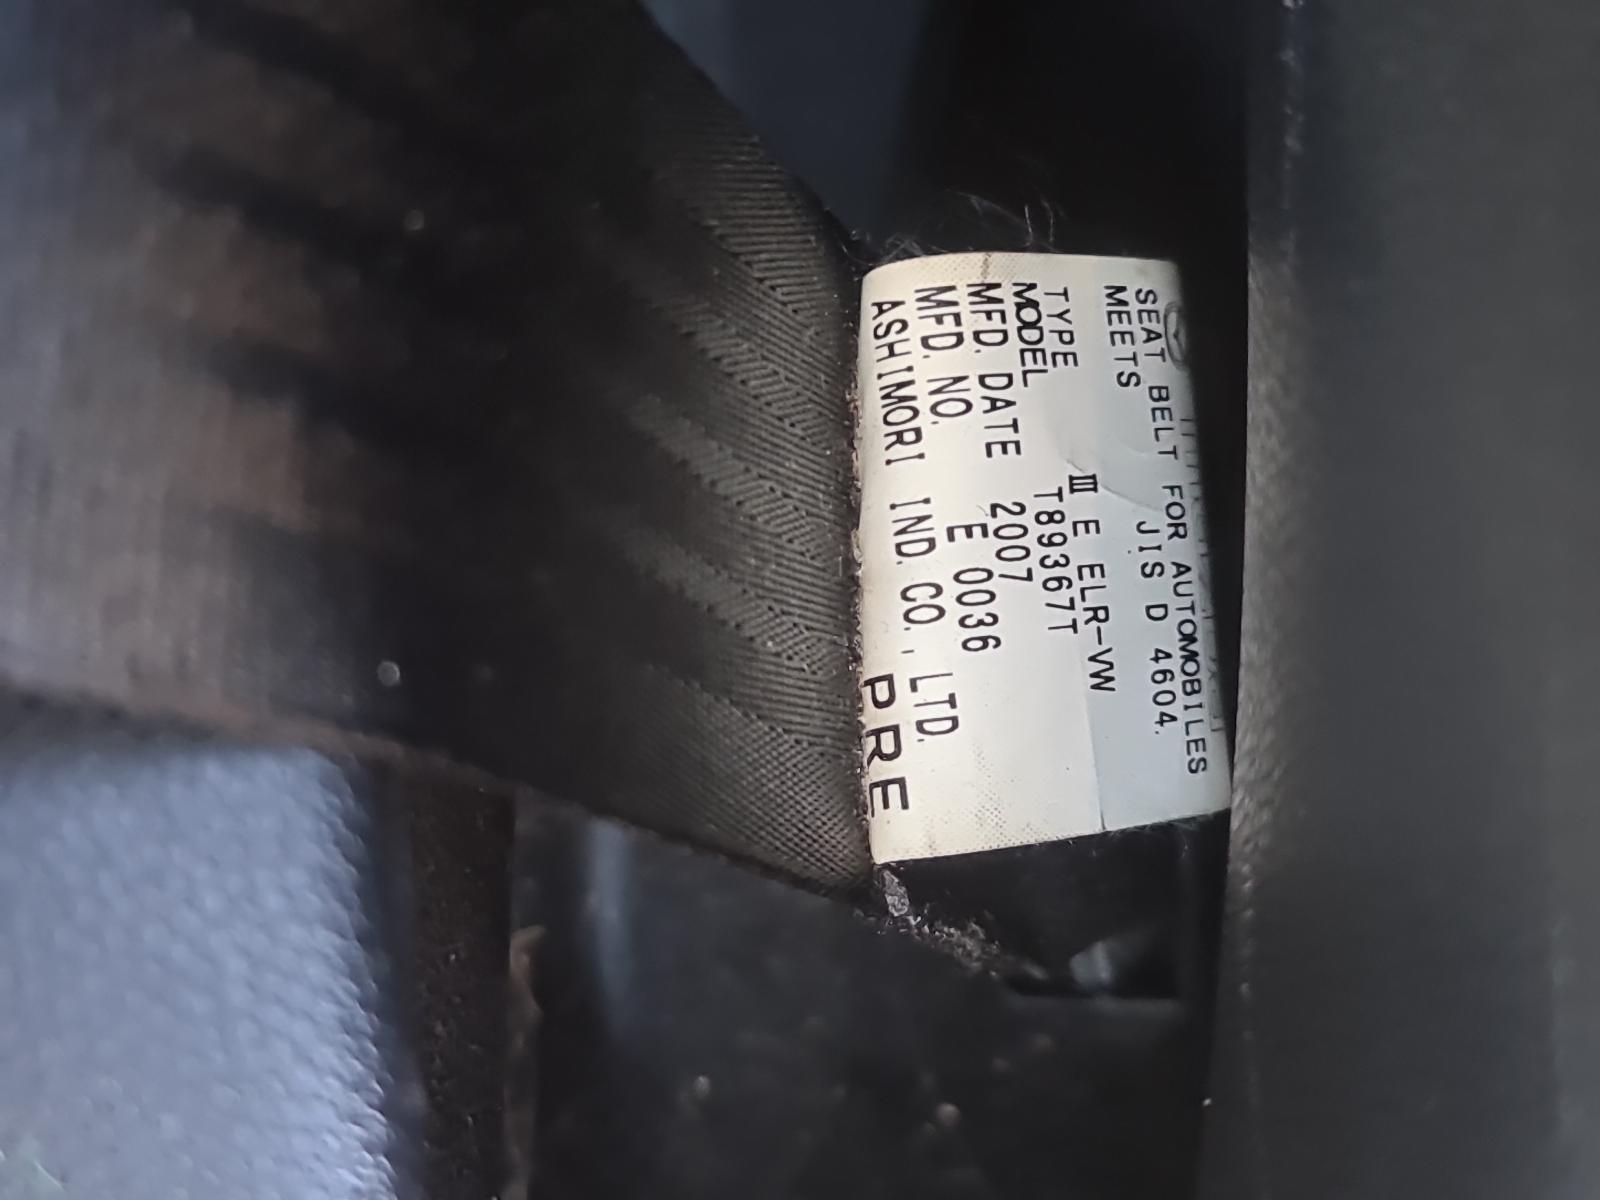 SEAT BELT FOR AUTOMOBILES
MEETS JIS D 4604.
TYPE Ⅲ E ELR-VW
MODEL T89367T
MFD. DATE 2007
MFD. NO. E 0036
ASHIMORI IND. CO., LTD.
PRE